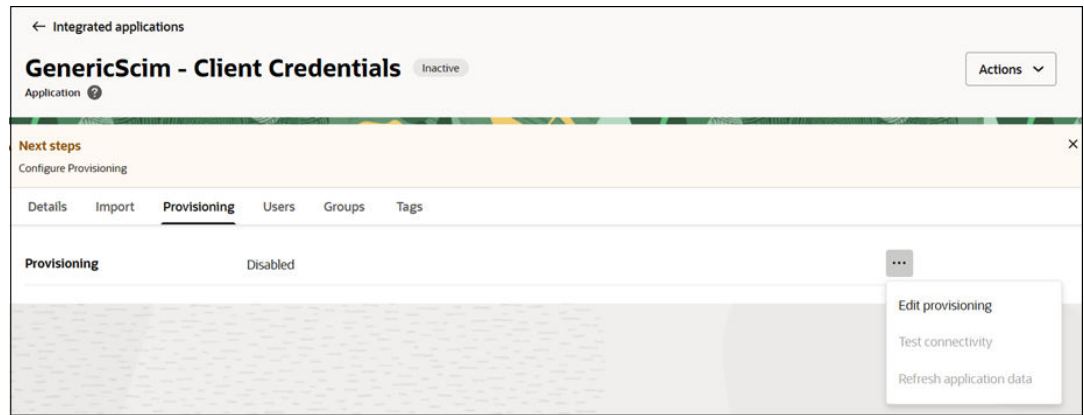 ← Integrated applications
GenericScim - Client Credentials Inactive
Actions
Application ?
Next steps
×
Configure Provisioning
Details Import Provisioning Users Groups Tags
Provisioning Disabled ...
Edit provisioning
Test connectivity
Refresh application data